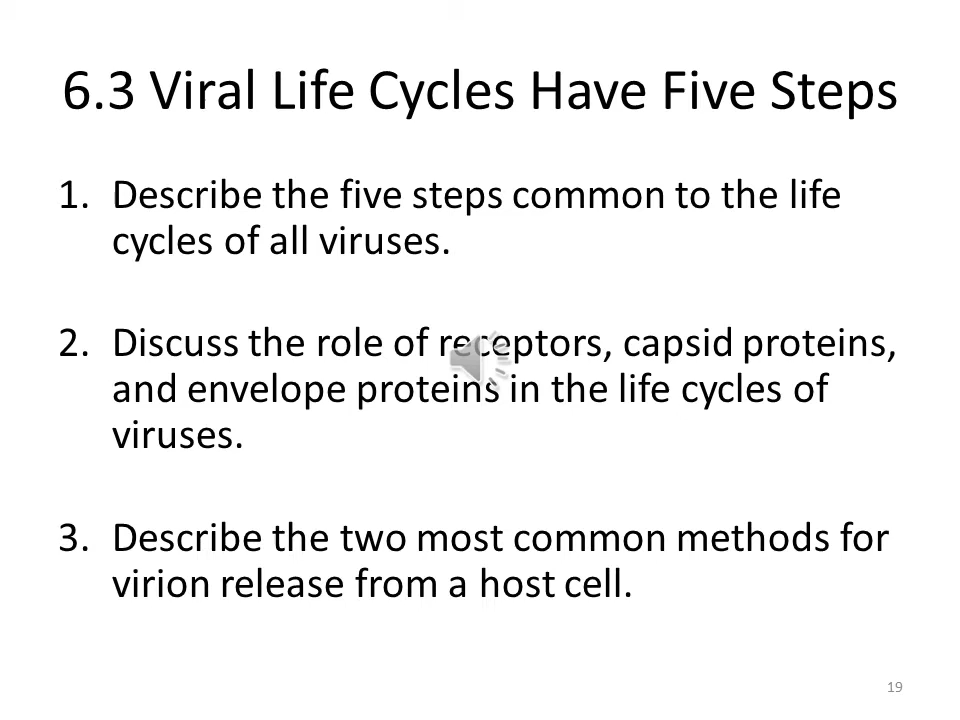 6.3 Viral Life Cycles Have Five Steps
1. Describe the five steps common to the life
cycles of all viruses.
2. Discuss the role of receptors, capsid proteins,
and envelope proteins in the life cycles of
viruses.
3. Describe the two most common methods for
virion release from a host cell.
19